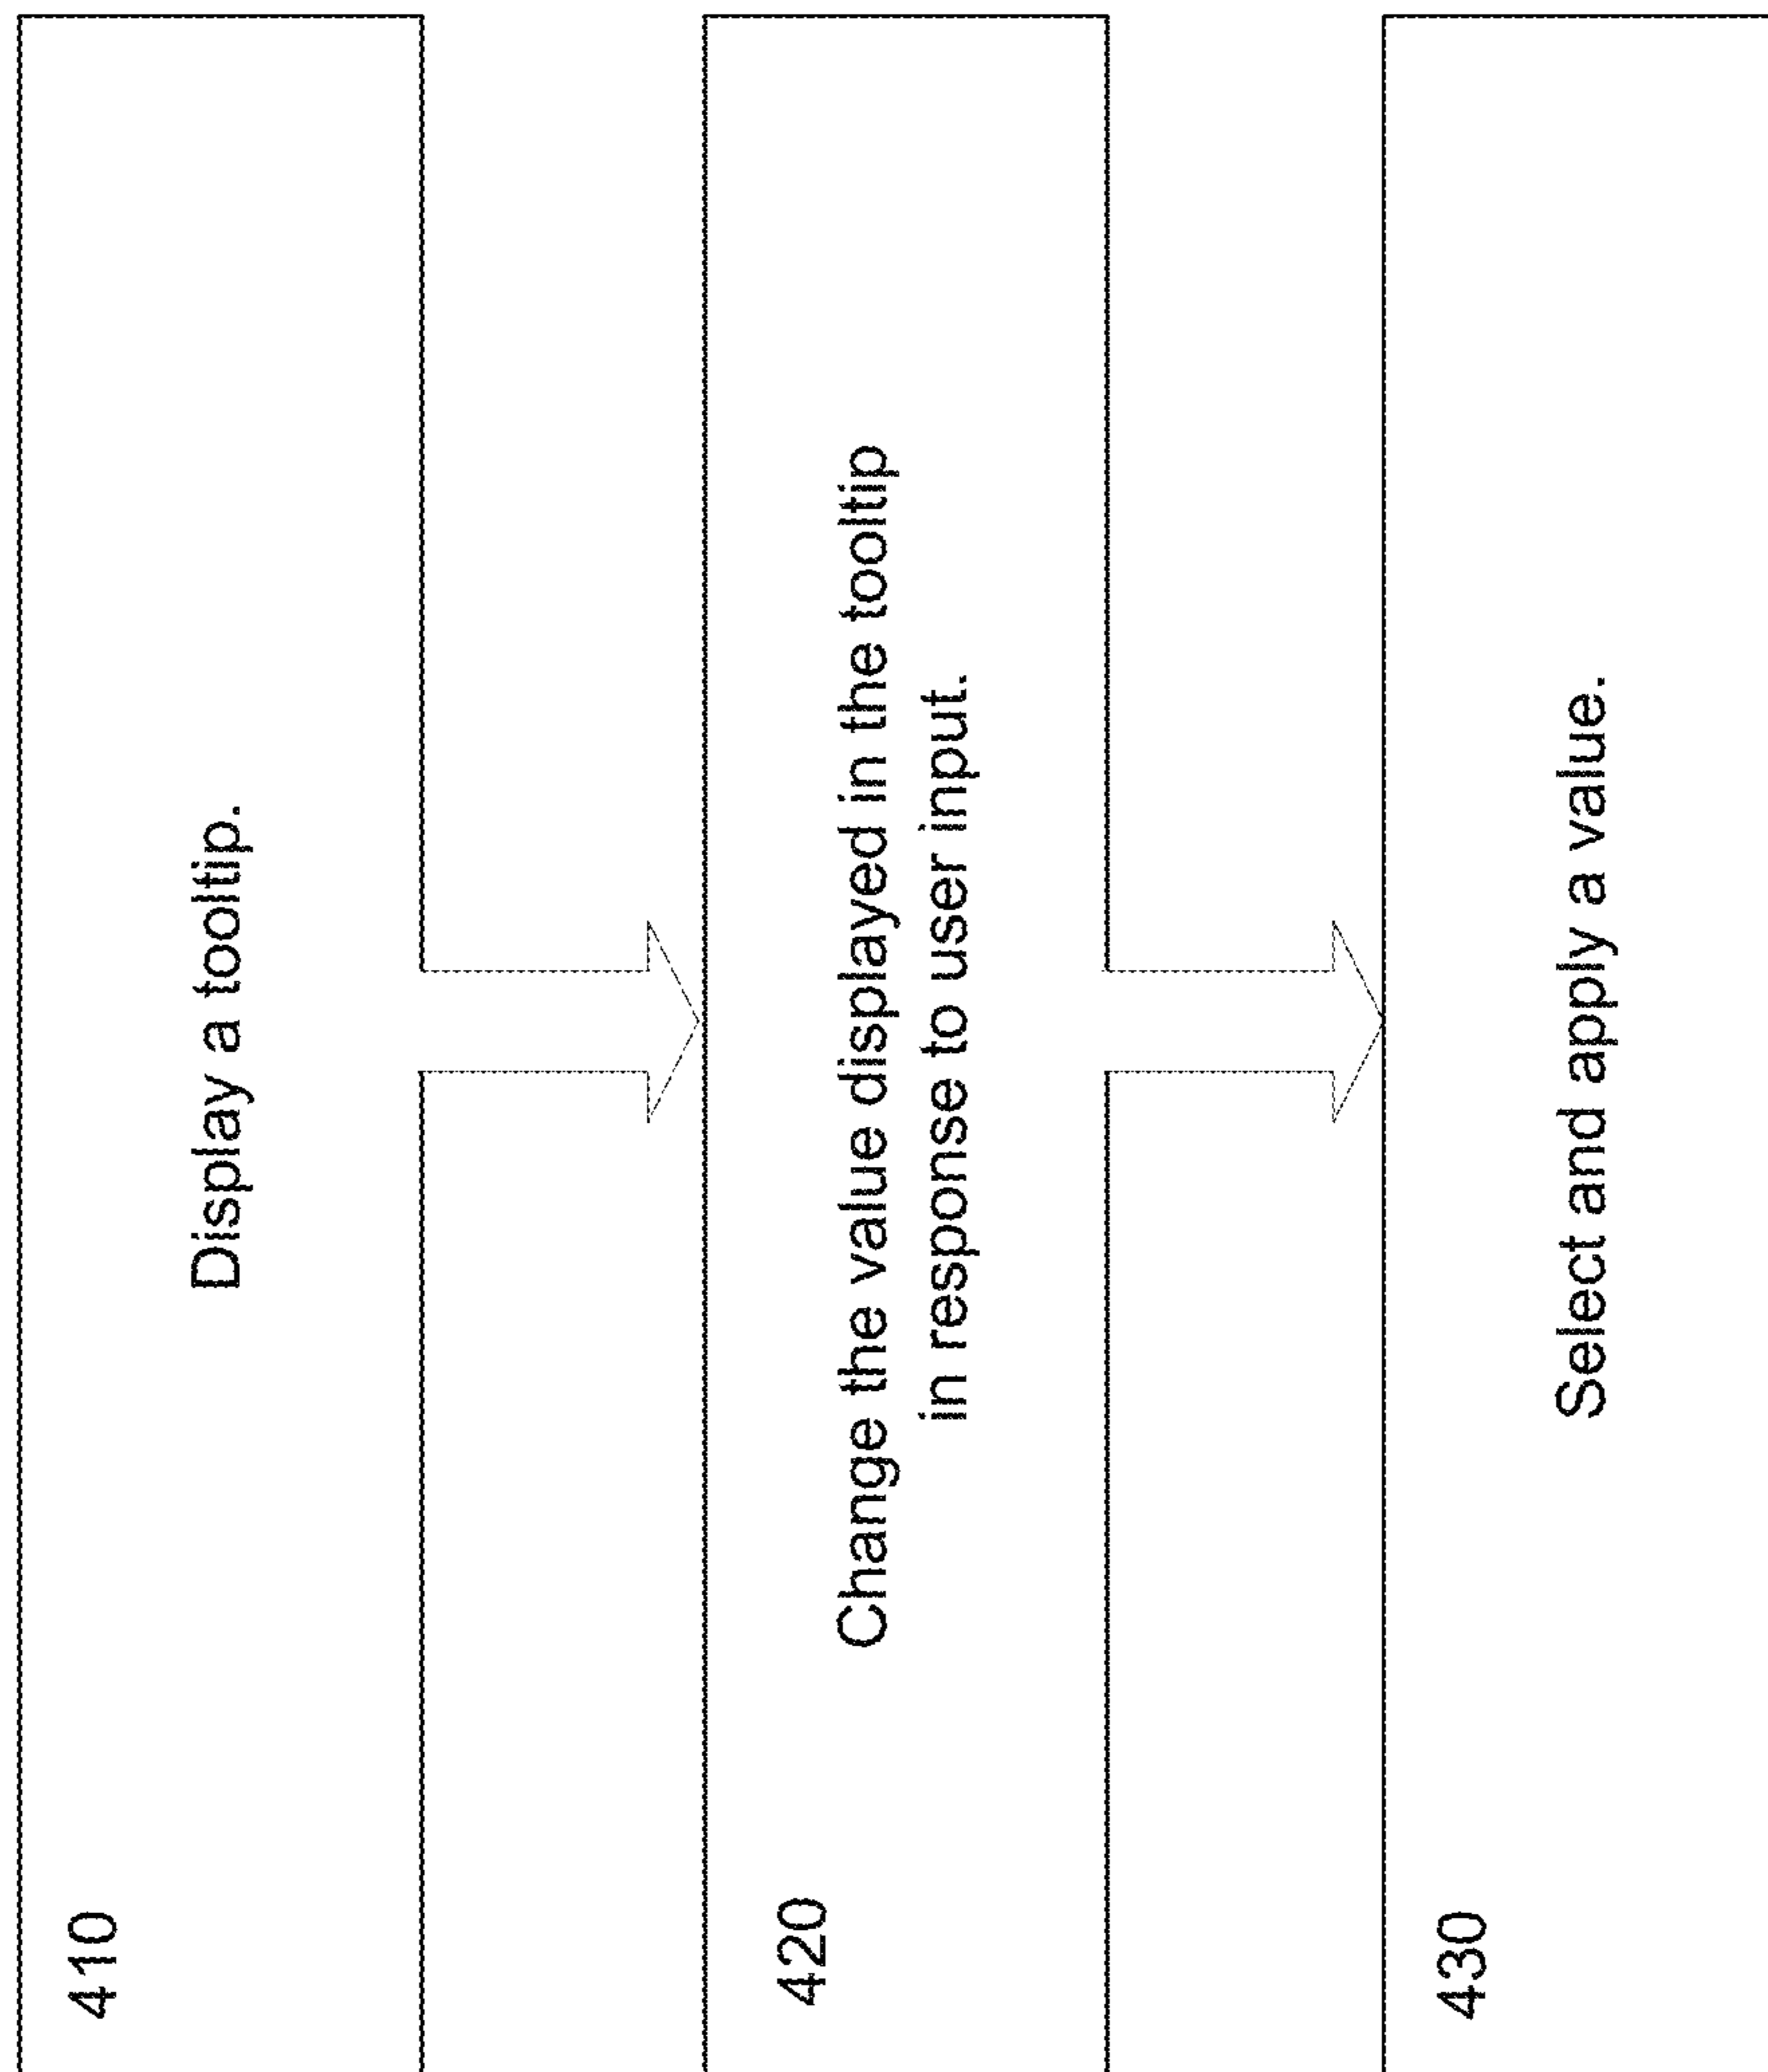 410
Display a tooltip.
420
Change the value displayed in the tooltip
in response to user input.
430
Select and apply a value.